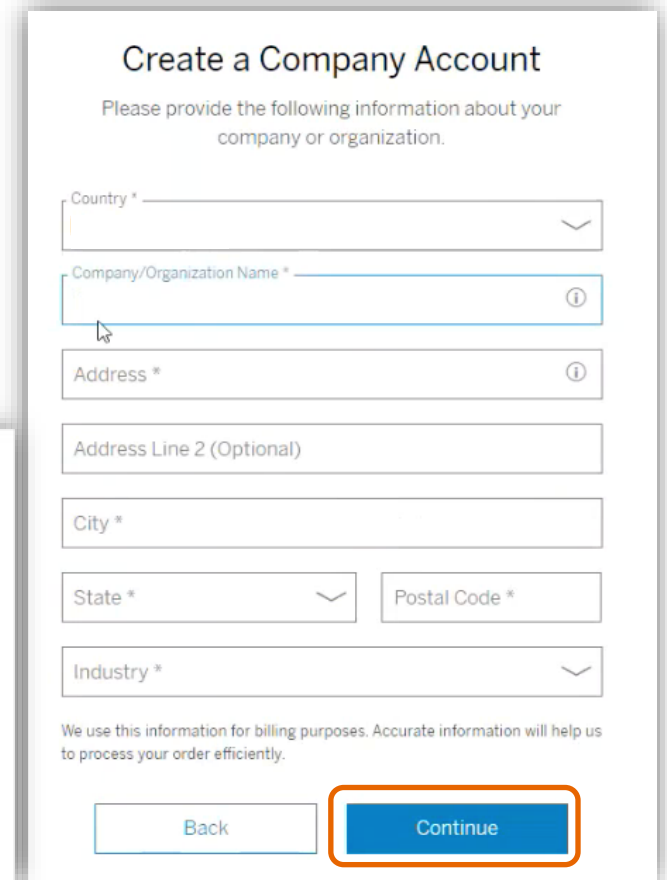 Create a Company Account
Please provide the following information about your
company or organization.
Country *
Company/Organization Name *
Address *
Address Line 2 (Optional)
City *
State *
Postal Code *
Industry *
We use this information for billing purposes. Accurate information will help us
to process your order efficiently.
Back
Continue